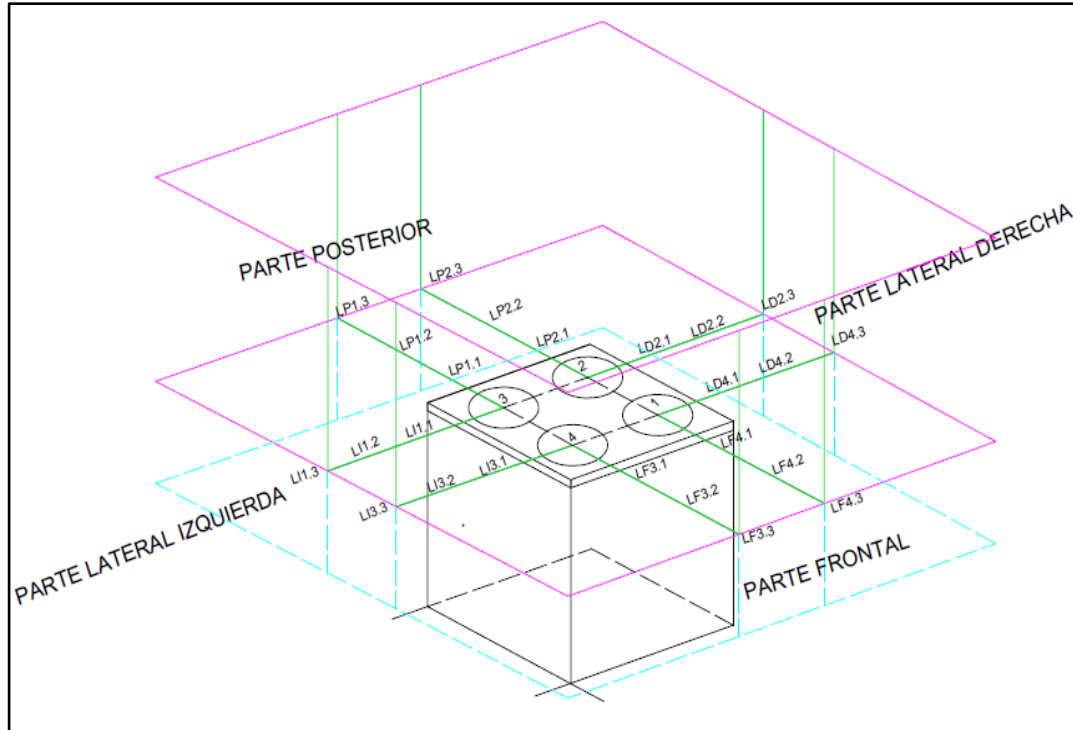 PARTE POSTERIOR
PARTE LATERAL DERECHA
LP2.3
LP1.3
LP2.2
LD2.3
LP1.2
LP2.1
LD2.2
LD2.1
LD4.3
LP1.1
LD4.2
LD4.1
2
3
1
4
LI1.1
LI1.2
LI1.3
LI3.1
LI3.2
LI3.3
LF4.1
LF3.1
LF4.2
LF3.2
LF4.3
LF3.3
PARTE LATERAL IZQUIERDA
PARTE FRONTAL